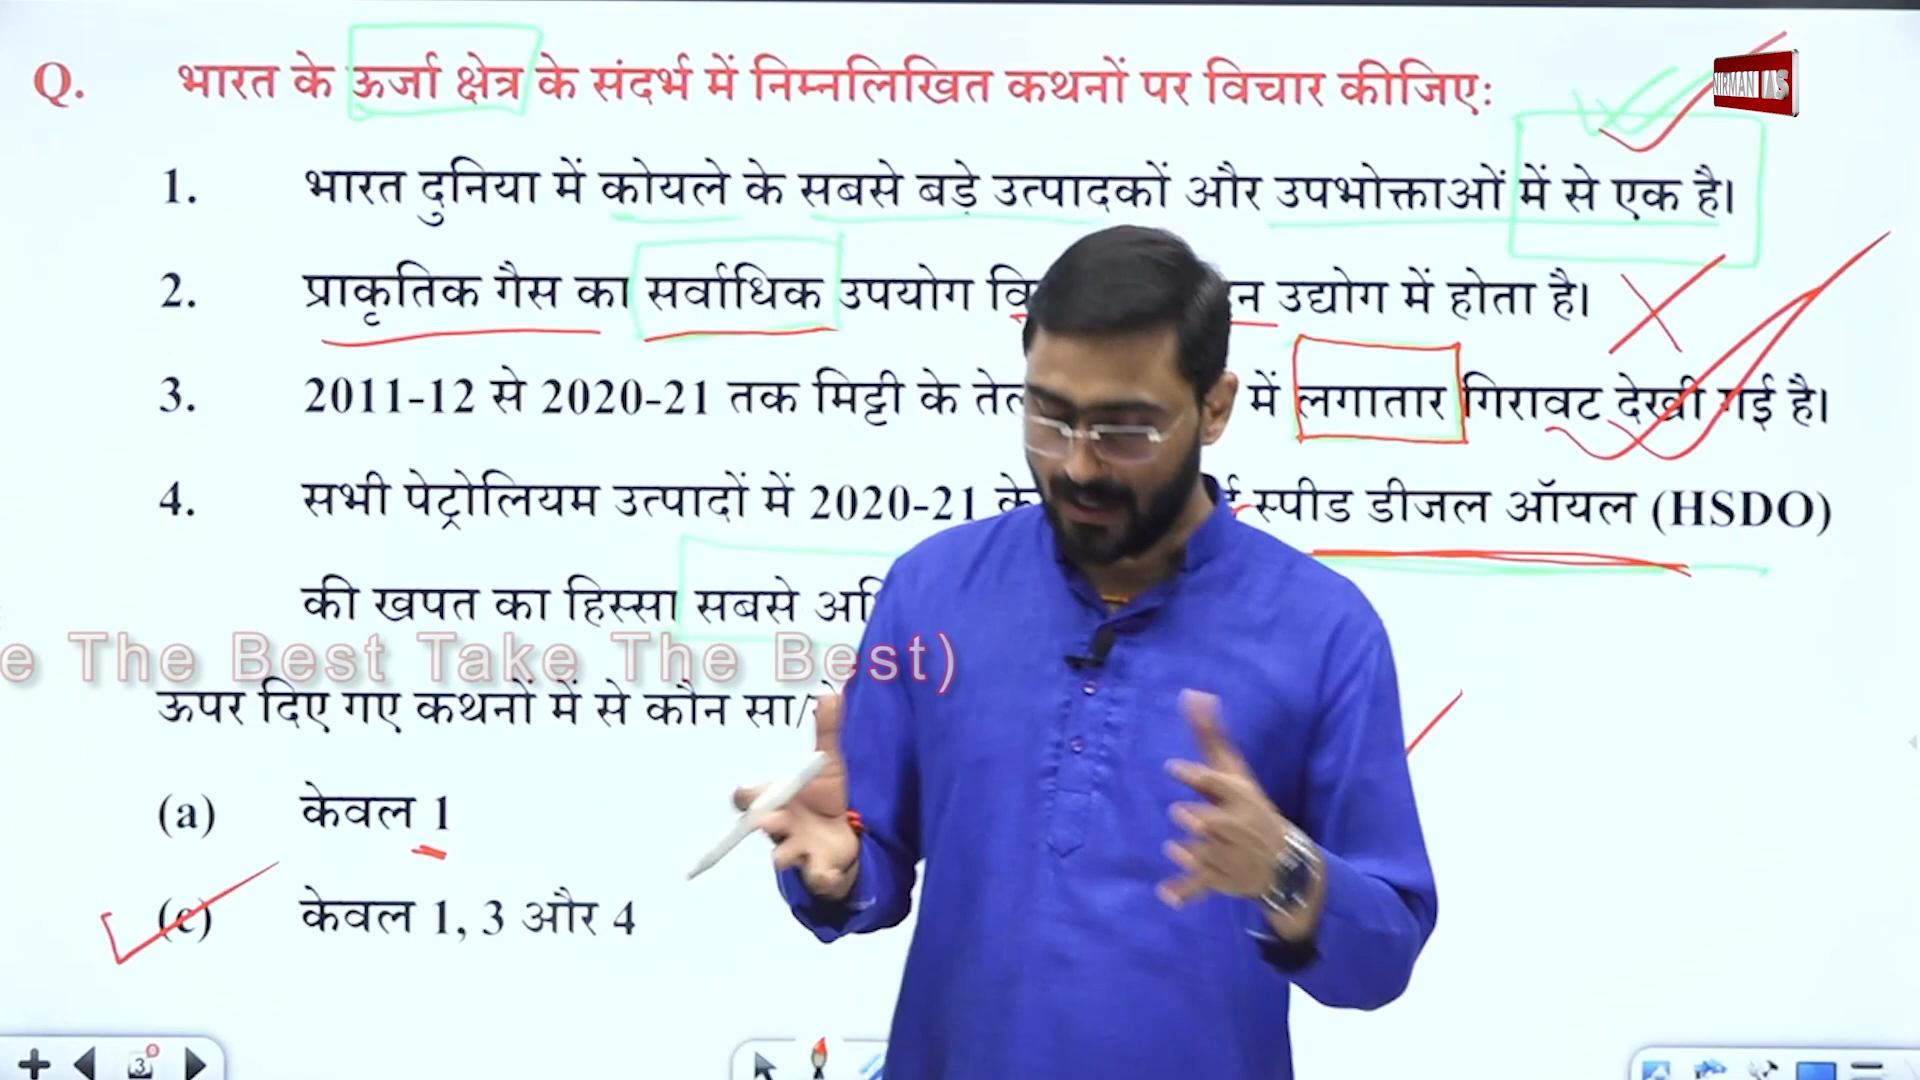 Q. भारत के ऊर्जा क्षेत्र के संदर्भ में निम्नलिखित कथनों पर विचार कीजिए:
NIRMAN IAS
1. भारत दुनिया में कोयले के सबसे बड़े उत्पादकों और उपभोक्ताओं में से एक है।
2. प्राकृतिक गैस का सर्वाधिक उपयोग उद्योग में होता है।
3. 2011-12 से 2020-21 तक मिट्टी के में लगातार गिरावट देखी गई है।
4. सभी पेट्रोलियम उत्पादों में 2020-21 स्पीड डीजल ऑयल (HSDO)
की खपत का हिस्सा सबसे
The Best Take The Best)
ऊपर दिए गए कथनों में से कौन
(a) केवल 1
(c) केवल 1, 3 और 4
3